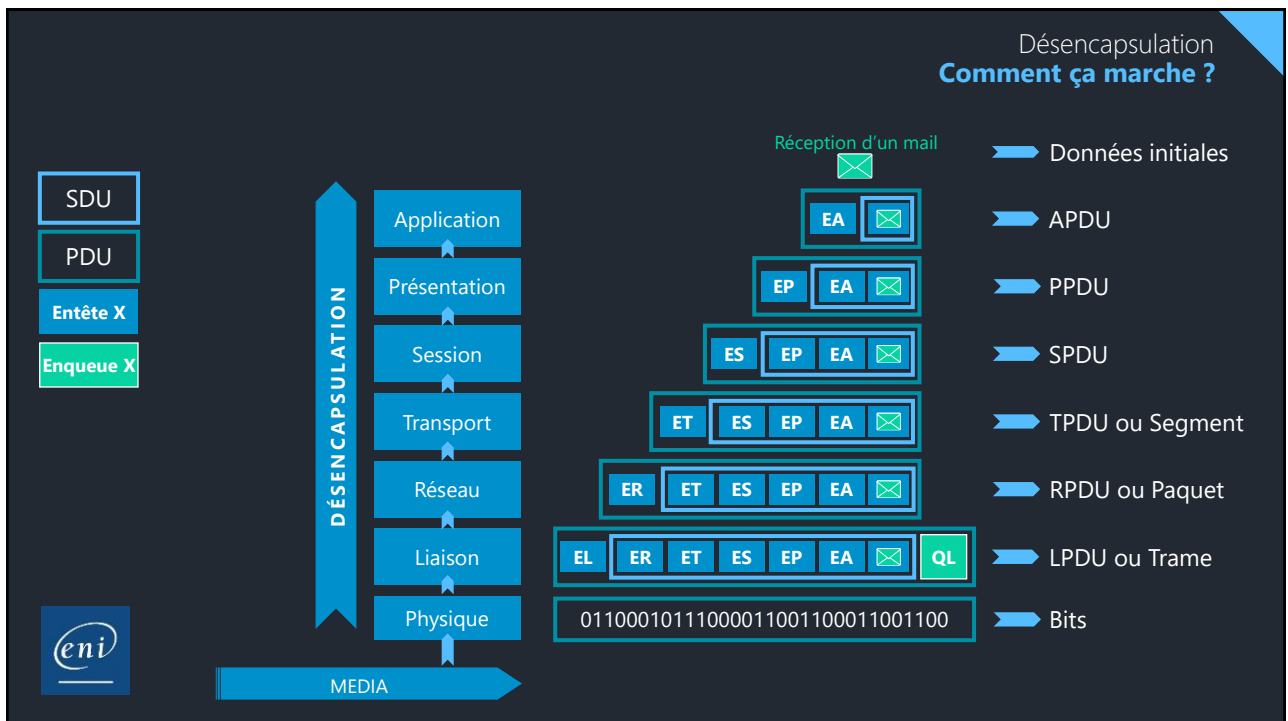 Désencapsulation
Comment ça marche ?
SDU
PDU
Entête X
Enqueue X
DÉSENCAPSULATION
Réception d'un mail
Données initiales
Application
EA
APDU
Présentation
EP EA
PPDU
Session
ES EP EA
SPDU
Transport
ET ES EP EA
TPDU ou Segment
Réseau
ER ET ES EP EA
RPDU ou Paquet
Liaison
EL ER ET ES EP EA QL
LPDU ou Trame
Physique
01100010111000011001100011001100
Bits
MEDIA
eni